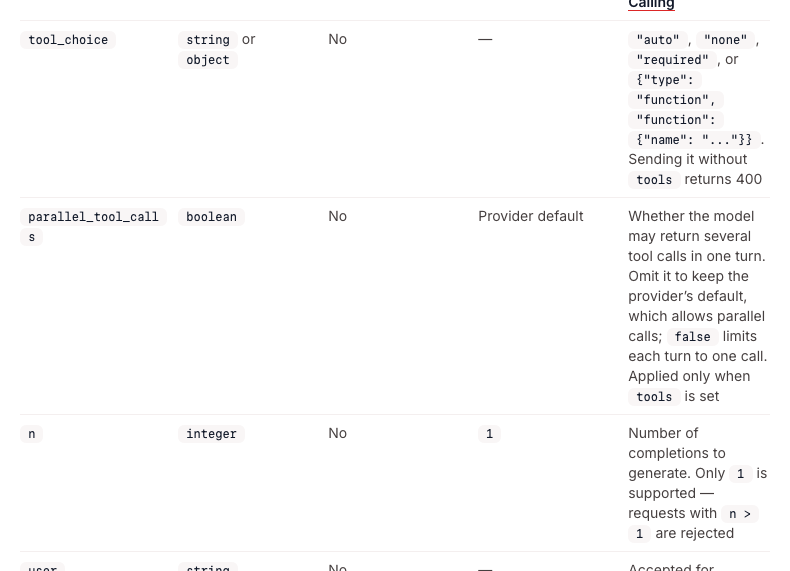 Calling
tool_choice string or No — "auto", "none",
object "required", or
{"type":
"function",
"function":
{"name": "..."}}.
Sending it without
tools returns 400
parallel_tool_call boolean No Provider default Whether the model
s may return several
tool calls in one turn.
Omit it to keep the
provider’s default,
which allows parallel
calls; false limits
each turn to one call.
Applied only when
tools is set
n integer No 1 Number of
completions to
generate. Only 1 is
supported —
requests with n >
1 are rejected
user string No — Accepted for